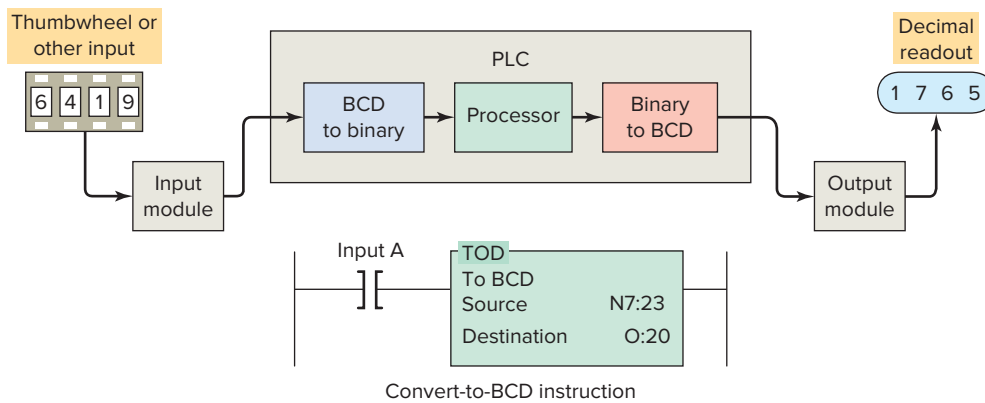 Thumbwheel or
other input
6 4 1 9
Input
module
PLC
BCD
to binary
Processor
Binary
to BCD
Decimal
readout
1 7 6 5
Output
module
Input A
TOD
To BCD
Source N7:23
Destination O:20
Convert-to-BCD instruction